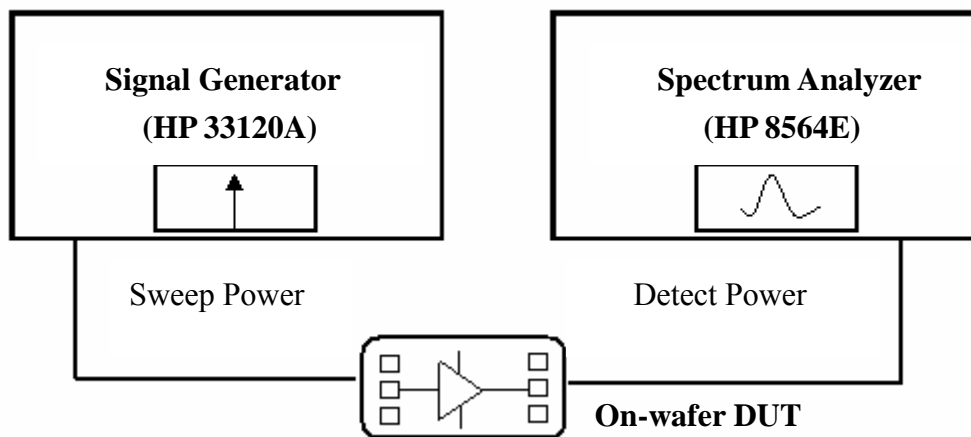 Signal Generator
(HP 33120A)
Spectrum Analyzer
(HP 8564E)
Sweep Power
Detect Power
On-wafer DUT